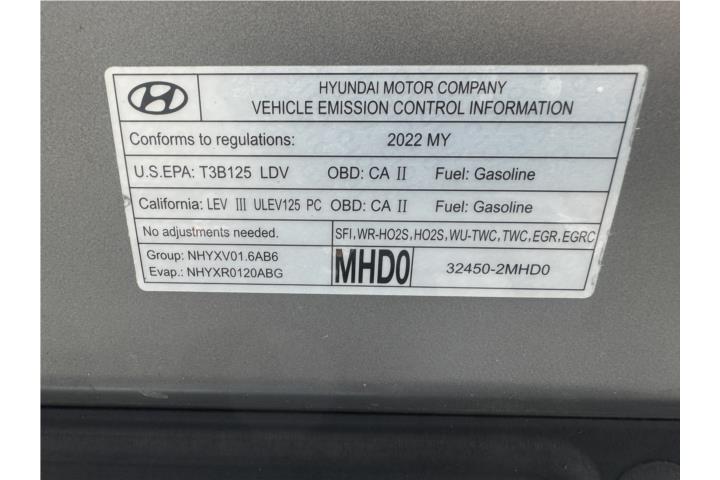 HYUNDAI MOTOR COMPANY
VEHICLE EMISSION CONTROL INFORMATION
Conforms to regulations: 2022 MY
U.S.EPA: T3B125 LDV OBD: CA II Fuel: Gasoline
California: LEV III ULEV125 PC OBD: CA II Fuel: Gasoline
No adjustments needed. SFI, WR-HO2S, HO2S, WU-TWC, TWC, EGR, EGRC
Group: NHYXV01.6AB6
Evap.: NHYXR0120ABG
MHD0 32450-2MHD0